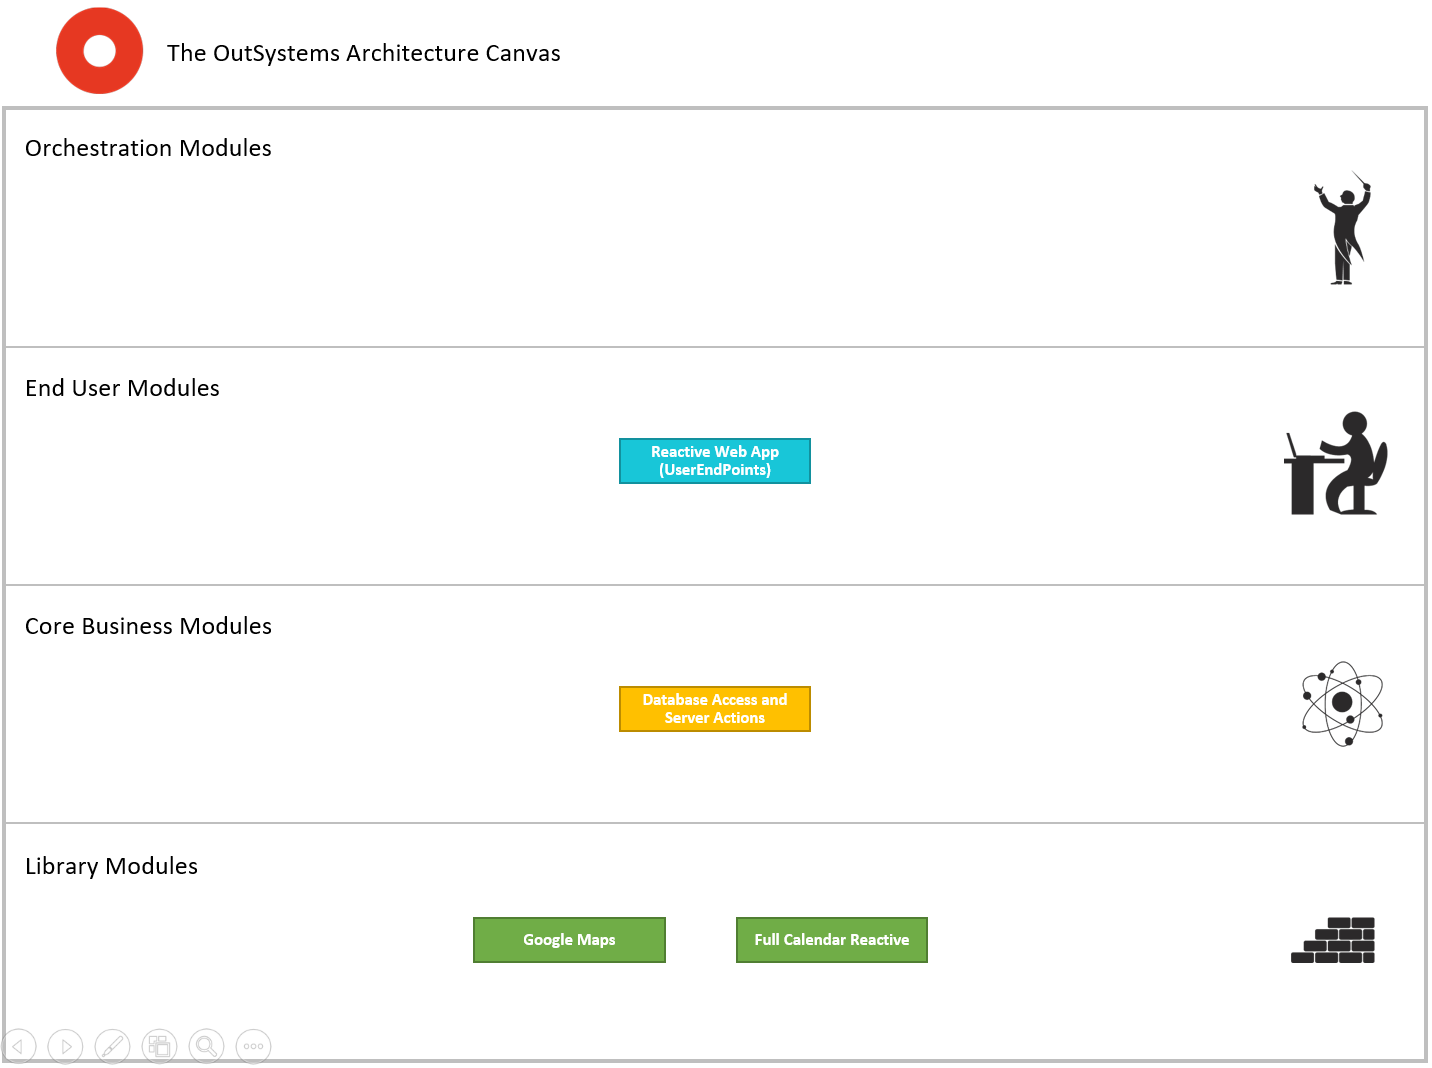 The OutSystems Architecture Canvas
Orchestration Modules
End User Modules
Reactive Web App
(UserEndPoints)
Core Business Modules
Database Access and
Server Actions
Library Modules
Google Maps
Full Calendar Reactive